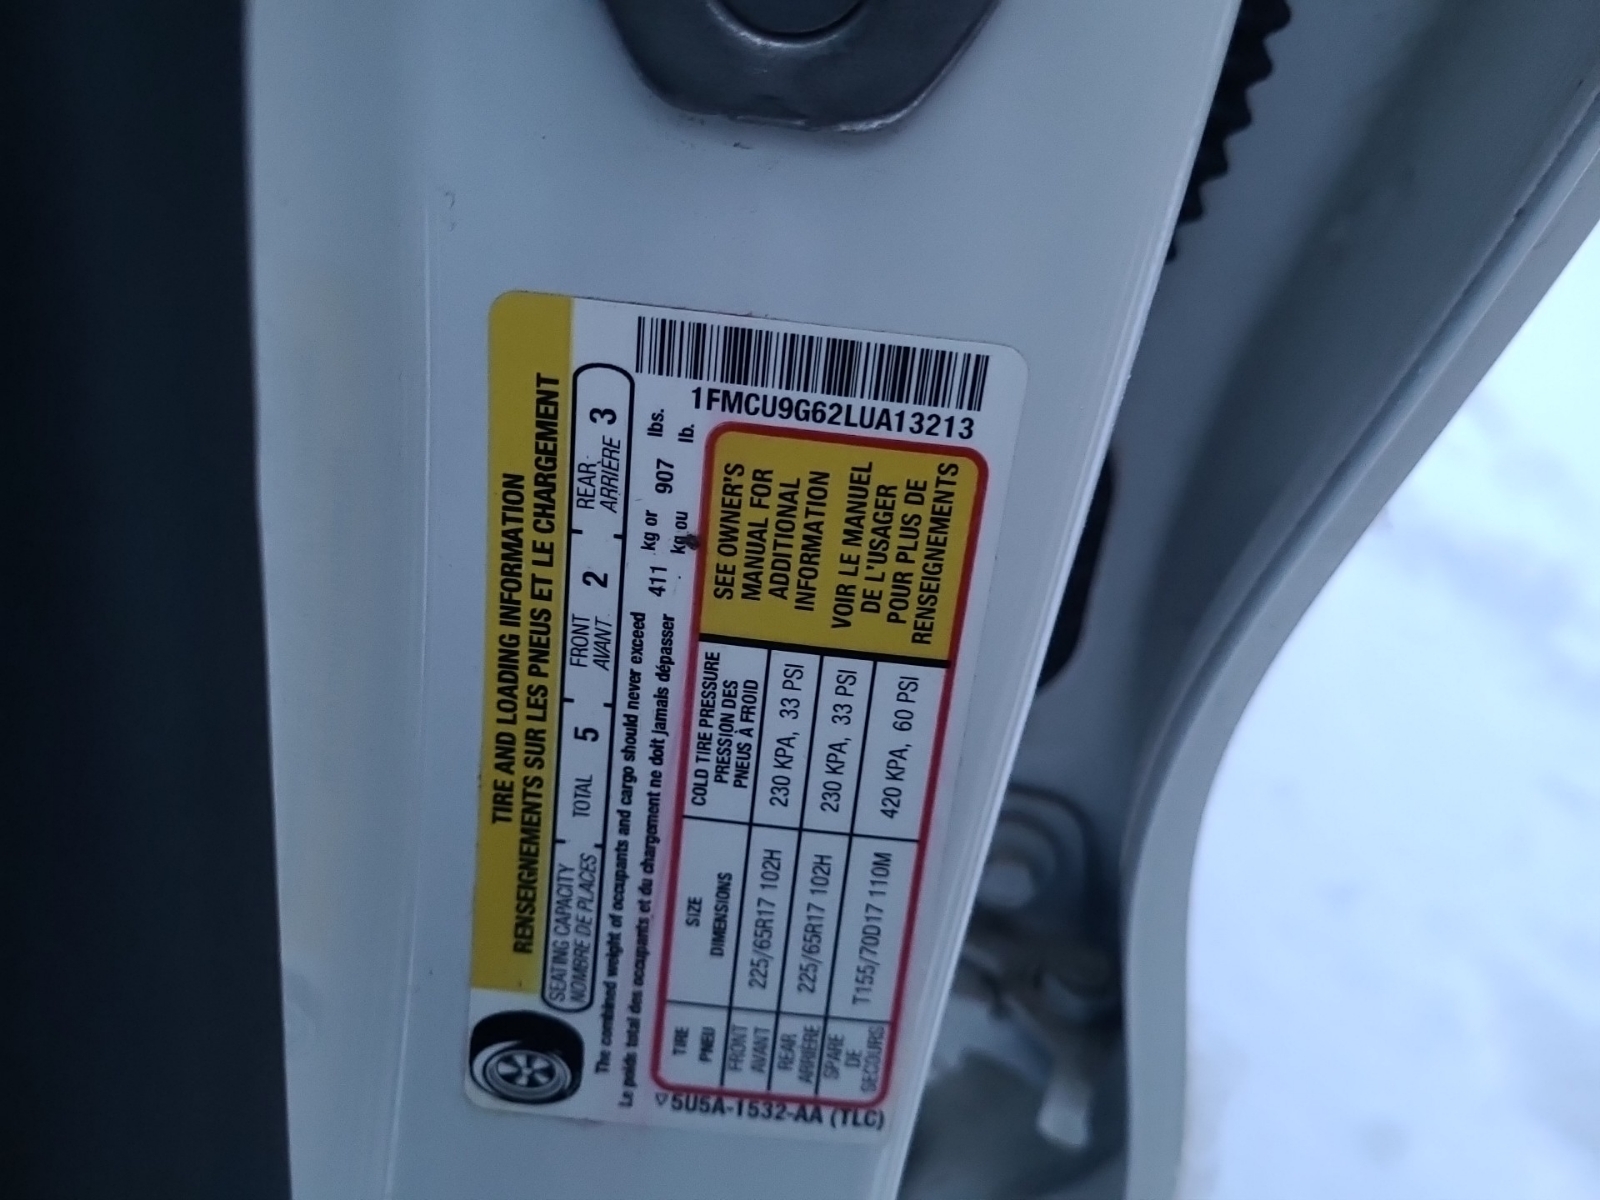 TIRE AND LOADING INFORMATION
RENSEIGNEMENTS SUR LES PNEUS ET LE CHARGEMENT
SEATING CAPACITY
NOMBRE DE PLACES
TOTAL 5
FRONT
AVANT 2
REAR
ARRIÈRE 3
The combined weight of occupants and cargo should never exceed 411 kg or 907 lbs.
Le poids total des occupants et du chargement ne doit jamais dépasser kg ou lb.
1FMCU9G62LUA13213
TIRE
PNEU
SIZE
DIMENSIONS
COLD TIRE PRESSURE
PRESSION DES
PNEUS À FROID
FRONT
AVANT
225/65R17 102H
230 KPA, 33 PSI
REAR
ARRIÈRE
225/65R17 102H
230 KPA, 33 PSI
SPARE
DE
SECOURS
T155/70D17 110M
420 KPA, 60 PSI
SEE OWNER'S
MANUAL FOR
ADDITIONAL
INFORMATION
VOIR LE MANUEL
DE L'USAGER
POUR PLUS DE
RENSEIGNEMENTS
5U5A-1532-AA (TLC)